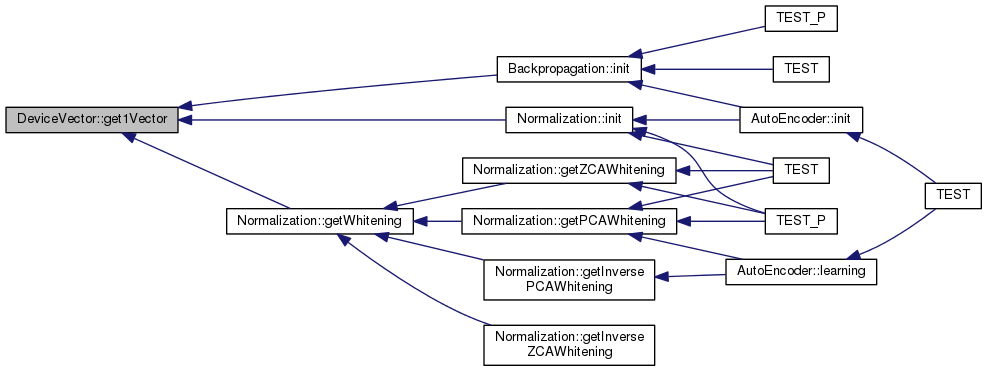 TEST_P
Backpropagation::init
TEST
DeviceVector::get1Vector
Normalization::init
AutoEncoder::init
Normalization::getZCAWhitening
TEST
TEST
Normalization::getWhitening
Normalization::getPCAWhitening
TEST_P
Normalization::getInverse
PCAWhitening
AutoEncoder::learning
Normalization::getInverse
ZCAWhitening